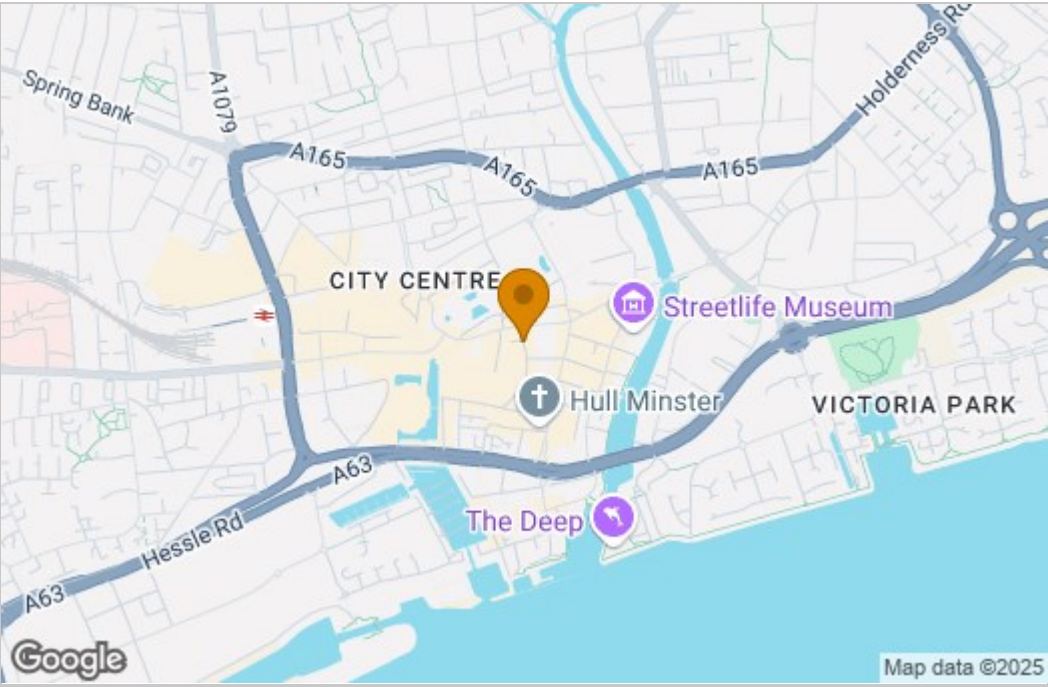 Spring Bank
A1079
A165
A165
A165
Holderness Rd
CITY CENTRE
Streetlife Museum
Hull Minster
VICTORIA PARK
A63
The Deep
Hessle Rd
A63
Google
Map data ©2025